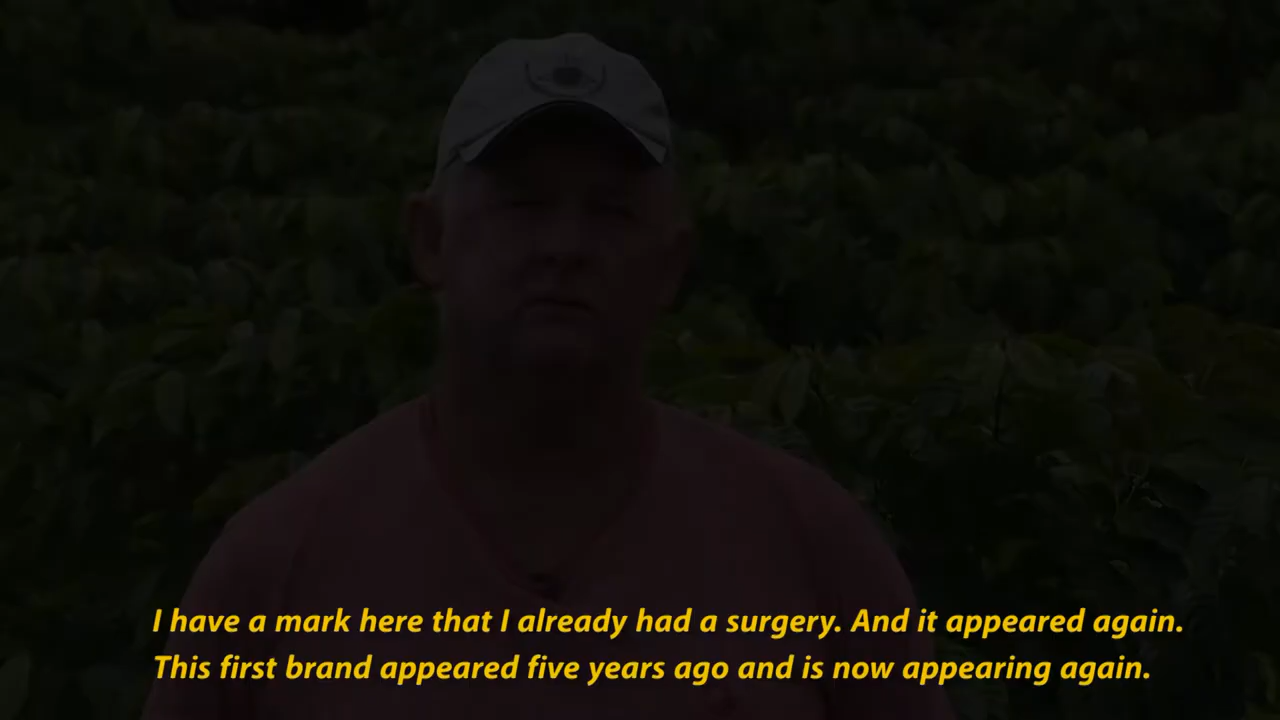 I have a mark here that I already had a surgery. And it appeared again.
This first brand appeared five years ago and is now appearing again.